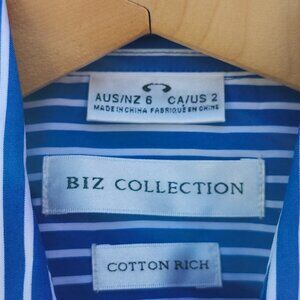 AUS/NZ 6 CA/US 2
MADE IN CHINA FABRIQUÉ EN CHINE
BIZ COLLECTION
COTTON RICH